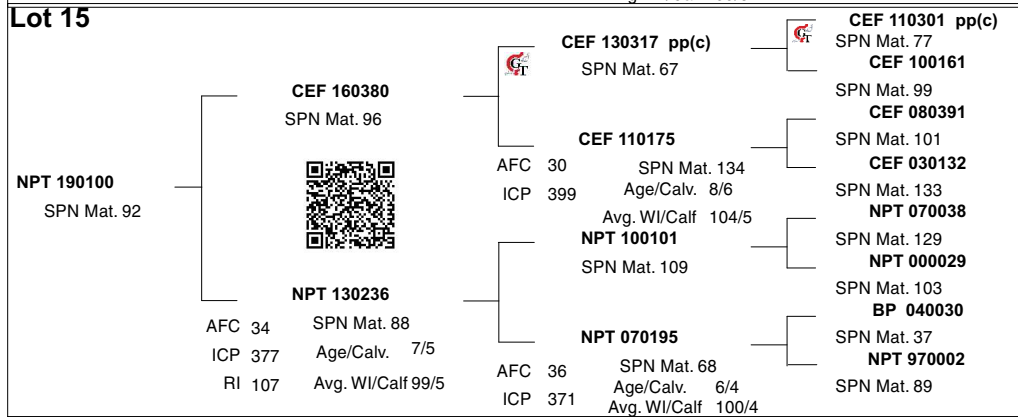 Lot 15
CEF 110301 pp(c)
CEF 130317 pp(c)
GT
GT
SPN Mat. 77
SPN Mat. 67
CEF 100161
CEF 160380
SPN Mat. 99
SPN Mat. 96
CEF 080391
CEF 110175
SPN Mat. 101
AFC 30
SPN Mat. 134
CEF 030132
NPT 190100
ICP 399
Age/Calv. 8/6
SPN Mat. 133
SPN Mat. 92
Avg. WI/Calf 104/5
NPT 070038
NPT 100101
SPN Mat. 129
SPN Mat. 109
NPT 000029
NPT 130236
SPN Mat. 103
BP 040030
AFC 34
SPN Mat. 88
NPT 070195
SPN Mat. 37
ICP 377
Age/Calv. 7/5
AFC 36
SPN Mat. 68
NPT 970002
RI 107
Avg. WI/Calf 99/5
ICP 371
Age/Calv. 6/4
SPN Mat. 89
Avg. WI/Calf 100/4